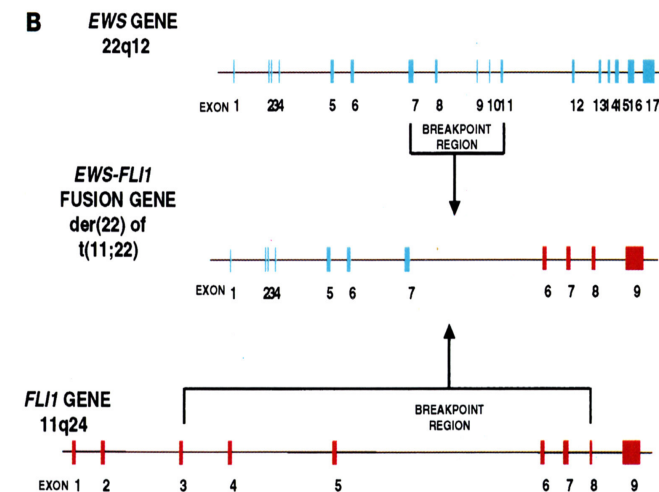 B
EWS GENE
22q12
EXON 1 2 3 4 5 6 7 8 9 10 11 12 13 14 15 16 17
BREAKPOINT
REGION
EWS-FLI1
FUSION GENE
der(22) of
t(11;22)
EXON 1 2 3 4 5 6 7 6 7 8 9
FLI1 GENE
11q24
BREAKPOINT
REGION
EXON 1 2 3 4 5 6 7 8 9